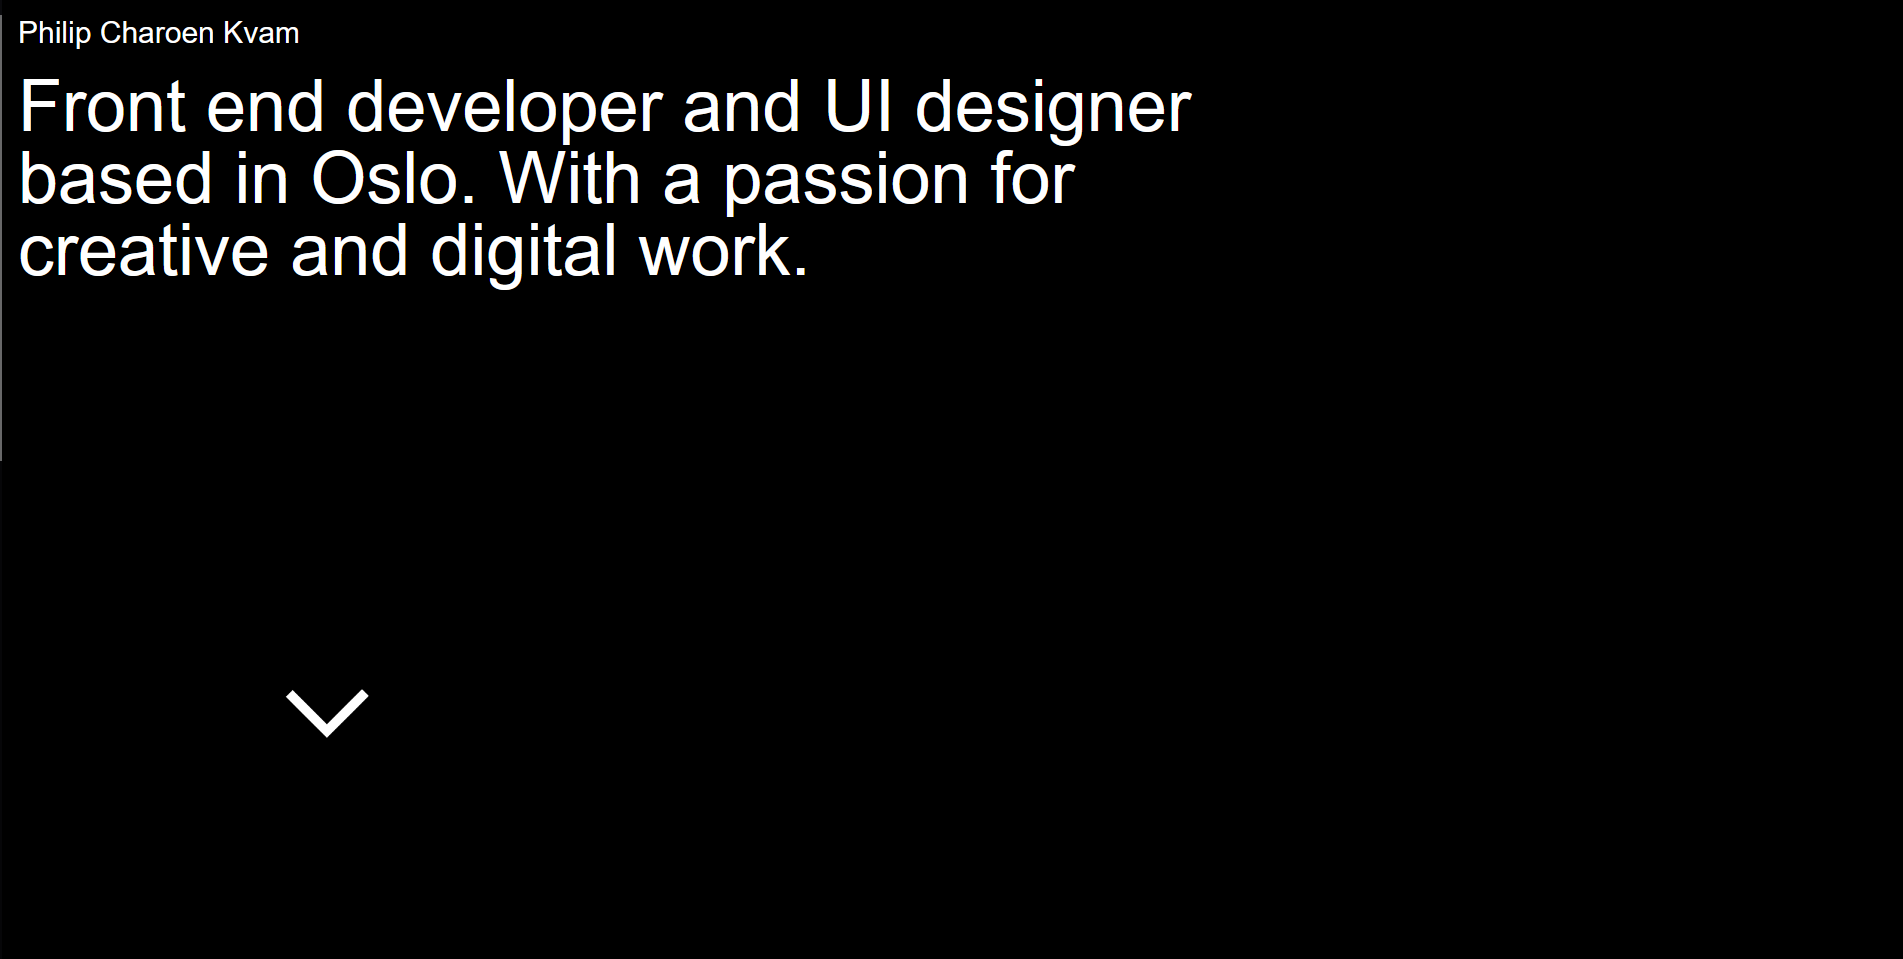 Philip Charoen Kvam
Front end developer and UI designer
based in Oslo. With a passion for
creative and digital work.